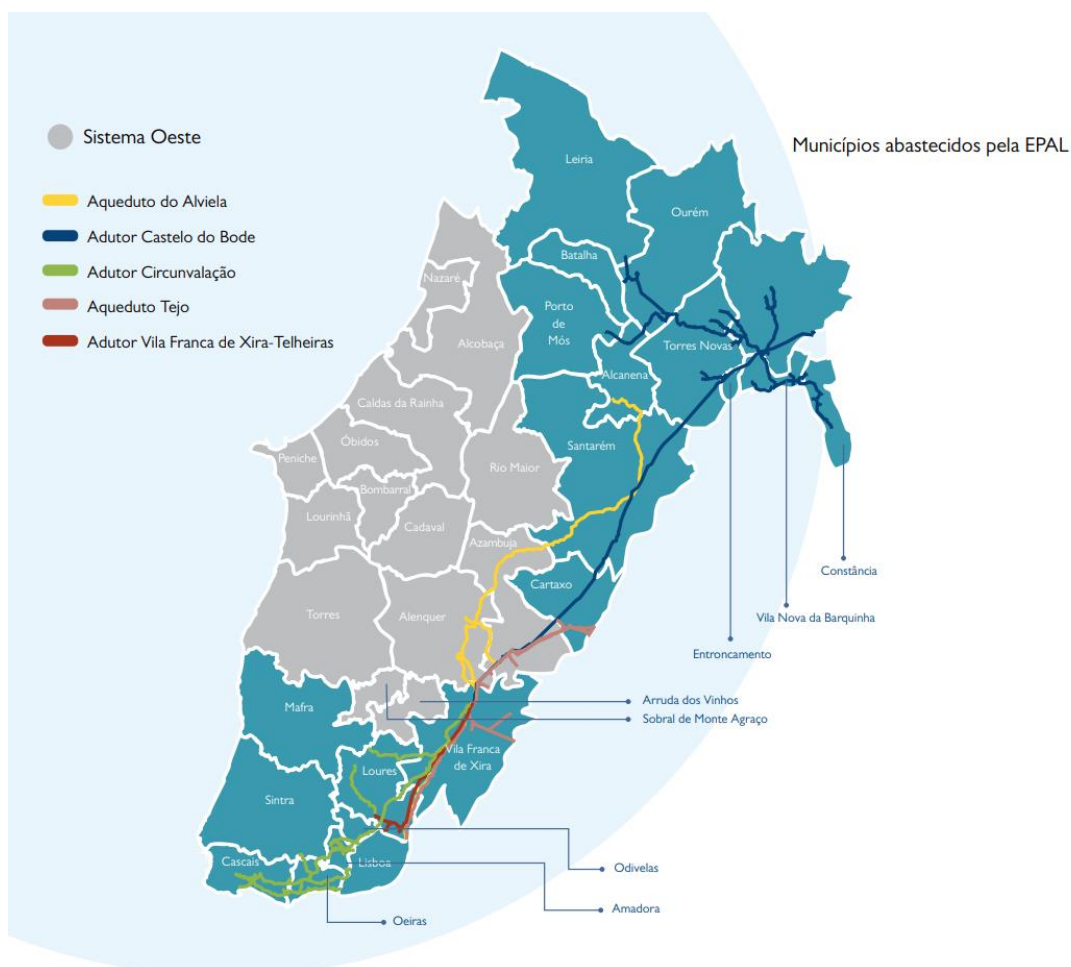 Sistema Oeste
Municípios abastecidos pela EPAL
Aqueduto do Alviela
Adutor Castelo do Bode
Adutor Circunvalação
Aqueduto Tejo
Adutor Vila Franca de Xira-Telheiras
Leiria
Ourém
Batalha
Nazaré
Porto
de
Mós
Alcobaça
Torres Novas
Alcanena
Caldas da Rainha
Óbidos
Santarém
Peniche
Rio Maior
Bombarral
Lourinhã
Cadaval
Azambuja
Constância
Cartaxo
Torres
Alenquer
Vila Nova da Barquinha
Entroncamento
Arruda dos Vinhos
Mafra
Sobral de Monte Agraço
Vila Franca
de Xira
Loures
Sintra
Cascais
Lisboa
Odivelas
Amadora
Oeiras